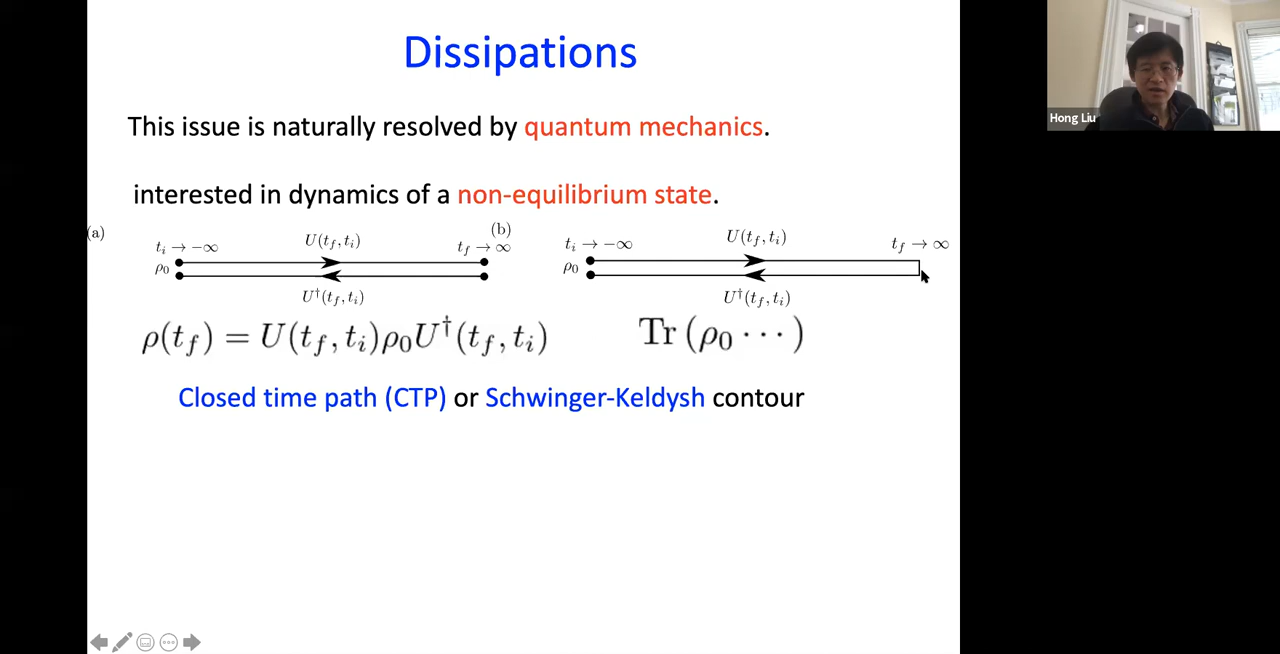 Dissipations
This issue is naturally resolved by quantum mechanics.
interested in dynamics of a non-equilibrium state.
(a)
t_i → −∞
U(t_f, t_i)
t_f → ∞
ρ_0
U†(t_f, t_i)
(b)
t_i → −∞
U(t_f, t_i)
t_f → ∞
ρ_0
U†(t_f, t_i)
ρ(t_f) = U(t_f, t_i)ρ_0U†(t_f, t_i)
Tr (ρ_0 ⋯)
Closed time path (CTP) or Schwinger-Keldysh contour
Hong Liu